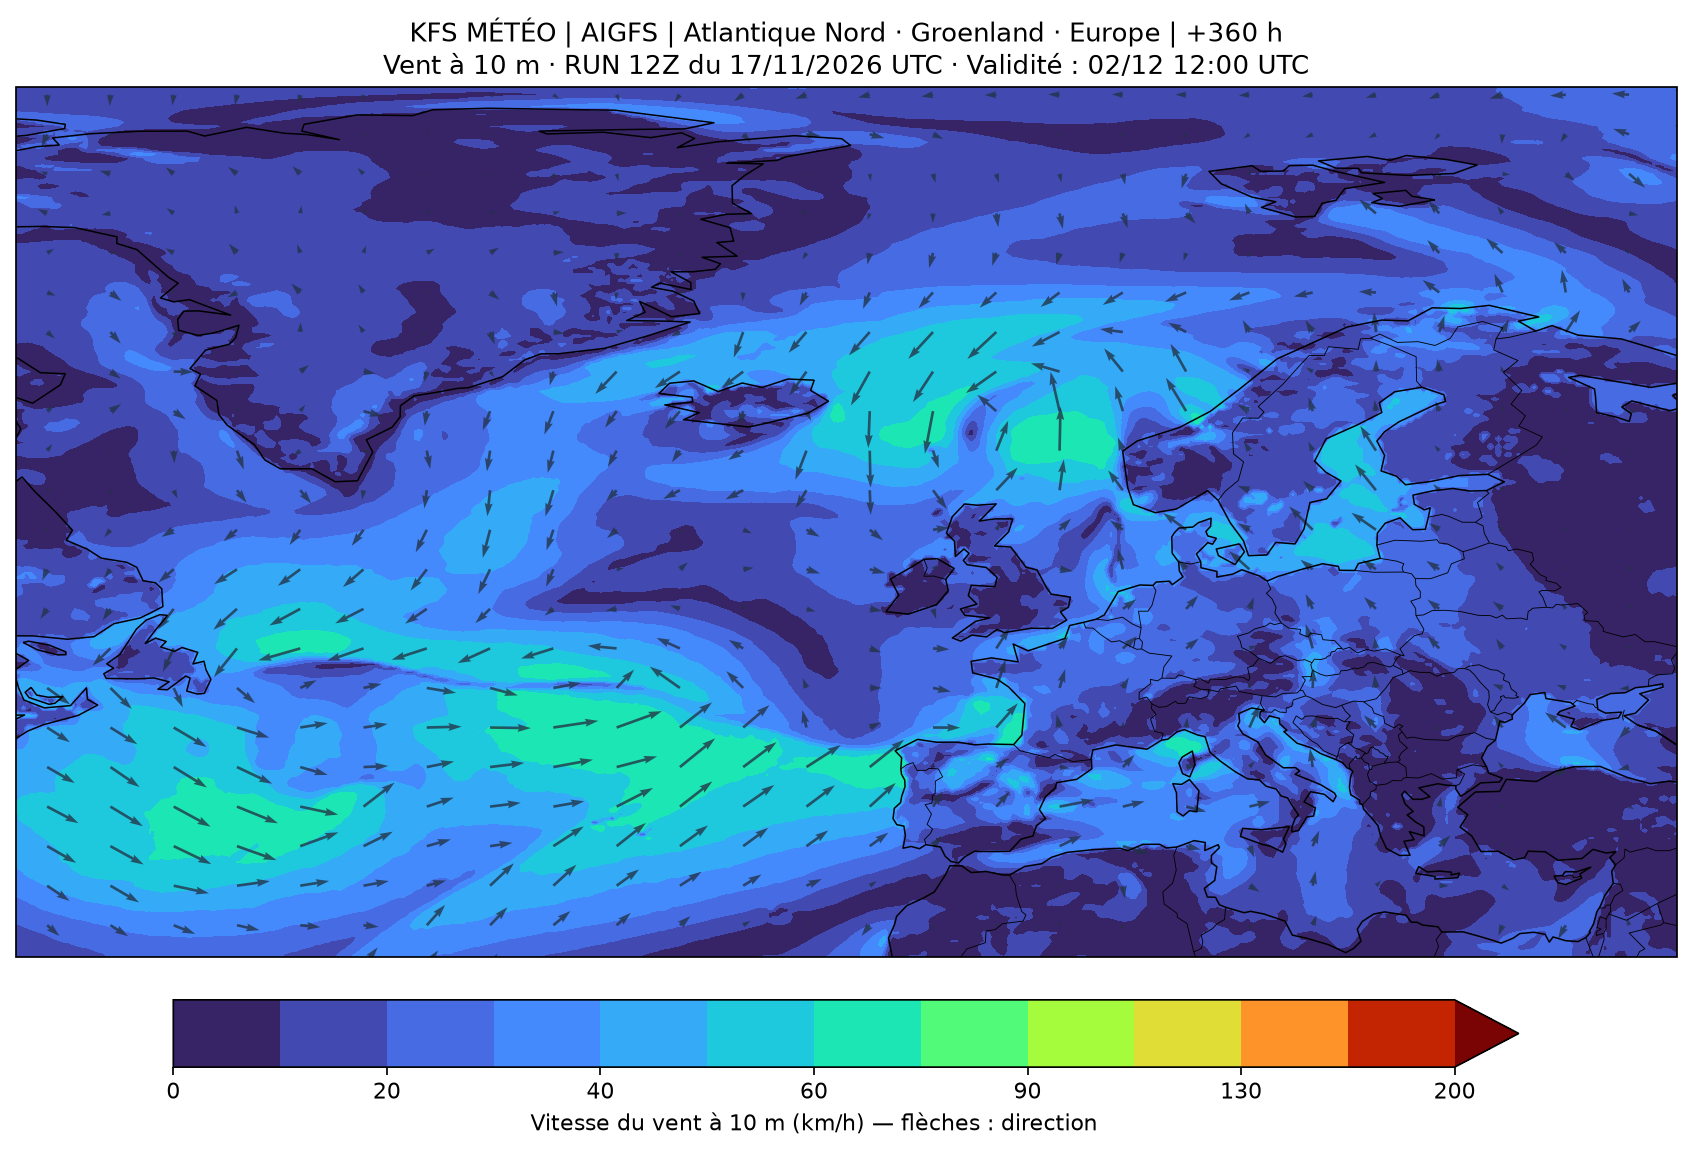 KFS MÉTÉO | AIGFS | Atlantique Nord · Groenland · Europe | +360 h
Vent à 10 m · RUN 12Z du 17/11/2026 UTC · Validité : 02/12 12:00 UTC
0 20 40 60 90 130 200
Vitesse du vent à 10 m (km/h) — flèches : direction